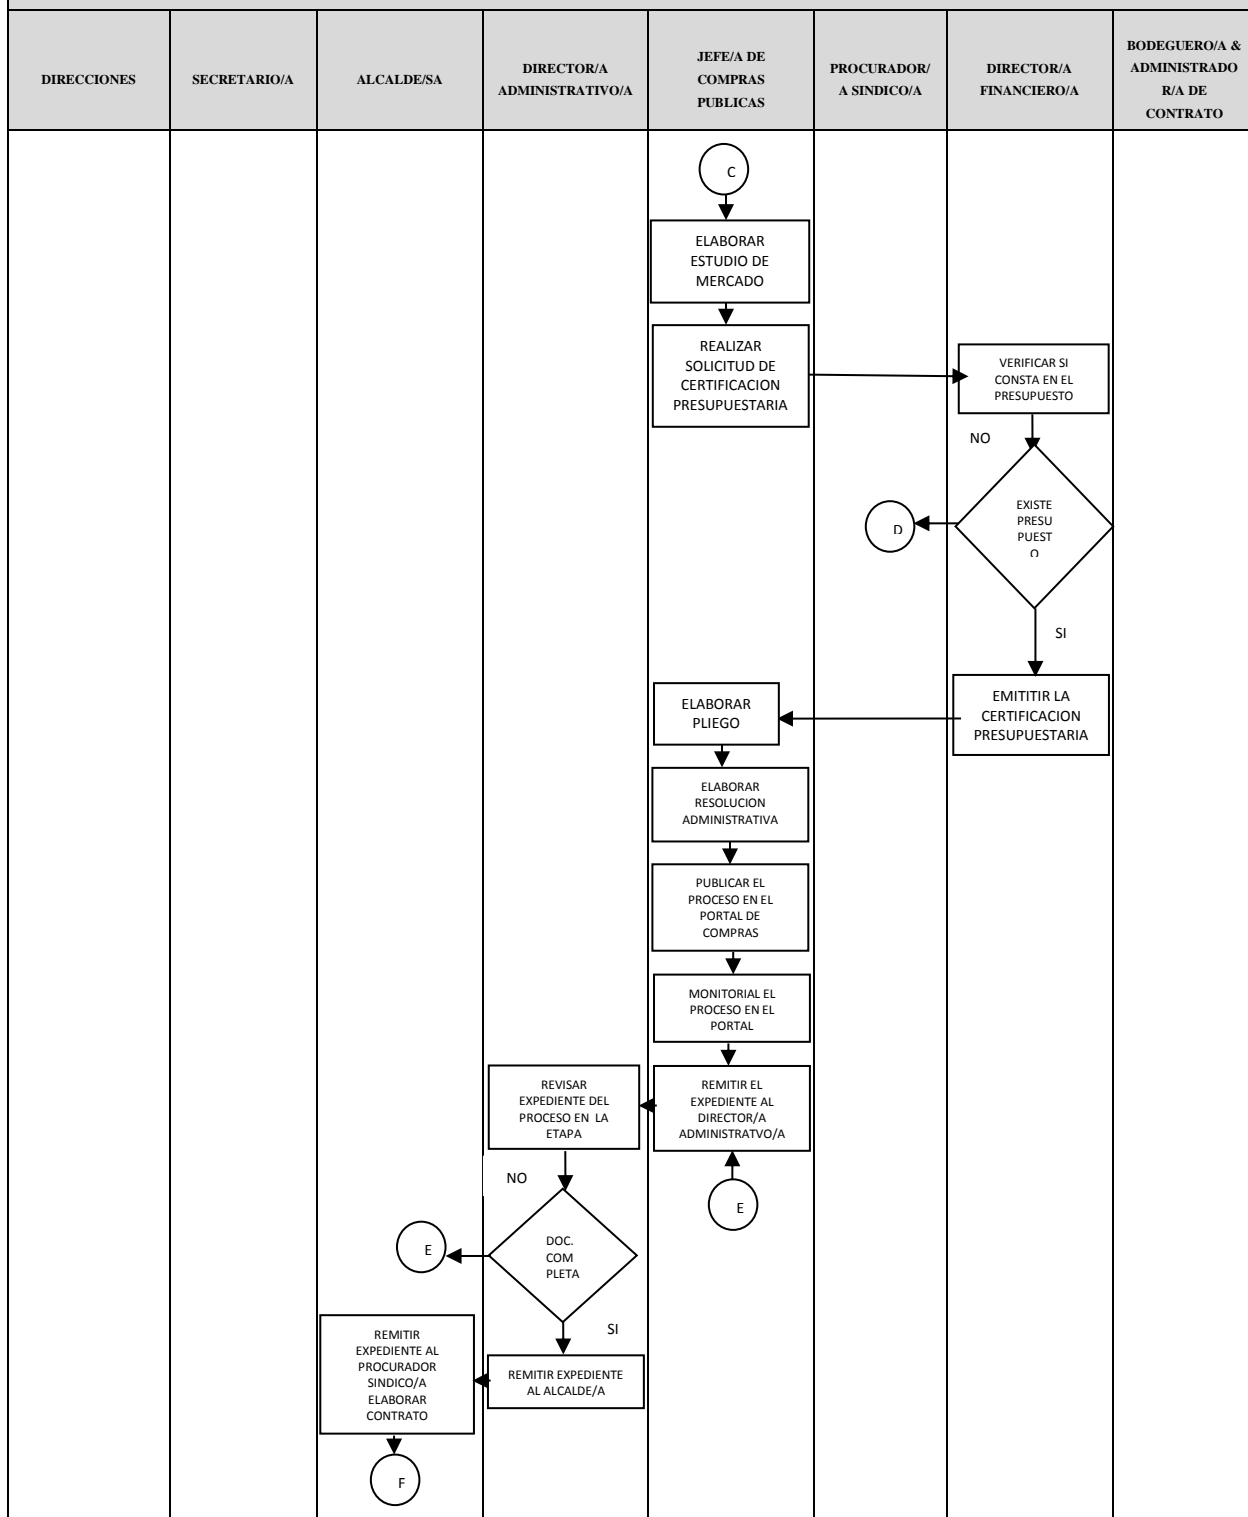 DIRECCIONES
SECRETARIO/A
ALCALDE/SA
DIRECTOR/A
ADMINISTRATIVO/A
JEFE/A DE
COMPRAS
PUBLICAS
PROCURADOR/
A SINDICO/A
DIRECTOR/A
FINANCIERO/A
BODEGUERO/A &
ADMINISTRADO
R/A DE
CONTRATO
C
ELABORAR
ESTUDIO DE
MERCADO
REALIZAR
SOLICITUD DE
CERTIFICACION
PRESUPUESTARIA
VERIFICAR SI
CONSTA EN EL
PRESUPUESTO
NO
EXISTE
PRESU
PUEST
O
D
SI
EMITITIR LA
CERTIFICACION
PRESUPUESTARIA
ELABORAR
PLIEGO
ELABORAR
RESOLUCION
ADMINISTRATIVA
PUBLICAR EL
PROCESO EN EL
PORTAL DE
COMPRAS
MONITORIAL EL
PROCESO EN EL
PORTAL
REMITIR EL
EXPEDIENTE AL
DIRECTOR/A
ADMINISTRATVO/A
REVISAR
EXPEDIENTE DEL
PROCESO EN  LA
ETAPA
NO
E
DOC.
COM
PLETA
E
SI
REMITIR EXPEDIENTE
AL ALCALDE/A
REMITIR
EXPEDIENTE AL
PROCURADOR
SINDICO/A
ELABORAR
CONTRATO
F